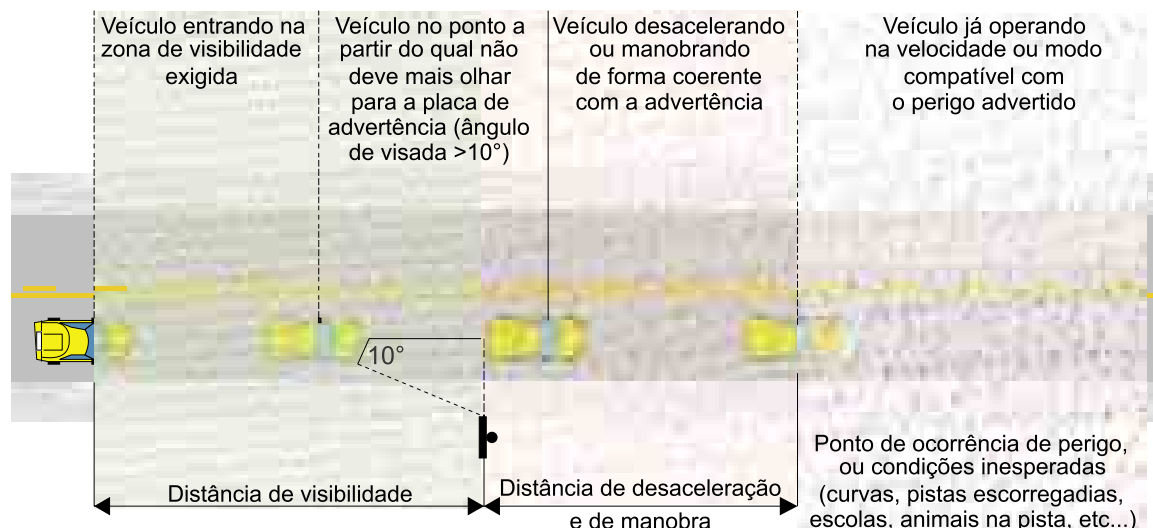 Veículo entrando na
zona de visibilidade
exigida
Veículo no ponto a
partir do qual não
deve mais olhar
para a placa de
advertência (ângulo
de visada >10°)
Veículo desacelerando
ou manobrando
de forma coerente
com a advertência
Veículo já operando
na velocidade ou modo
compatível com
o perigo advertido
10°
Distância de visibilidade
Distância de desaceleração
e de manobra
Ponto de ocorrência de perigo,
ou condições inesperadas
(curvas, pistas escorregadias,
escolas, animais na pista, etc...)